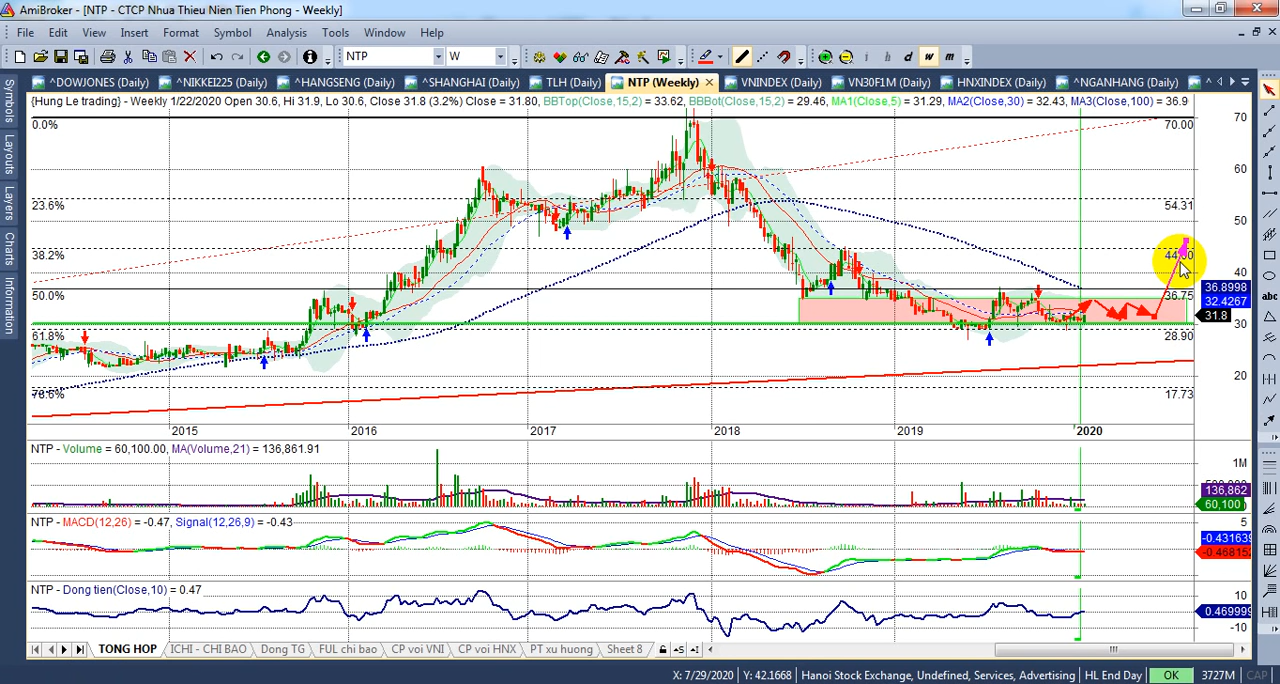 AmiBroker - [NTP - CTCP Nhua Thieu Nien Tien Phong - Weekly]
File Edit View Insert Format Symbol Analysis Tools Window Help
NTP W i h d w m
^DOWJONES (Daily) ^NIKKEI225 (Daily) ^HANGSENG (Daily) ^SHANGHAI (Daily) TLH (Daily) NTP (Weekly) VNINDEX (Daily) VN30F1M (Daily) HNXINDEX (Daily) ^NGANHANG (Daily)
{Hung Le trading} - Weekly 1/22/2020 Open 30.6, Hi 31.9, Lo 30.6, Close 31.8 (3.2%) Close = 31.80, BBTop(Close,15,2) = 33.62, BBBot(Close,15,2) = 29.46, MA1(Close,5) = 31.29, MA2(Close,30) = 32.43, MA3(Close,100) = 36.9
Symbols
Layouts
Layers
Charts
Information
0.0% 70.00 70
60
23.6% 54.31
50
38.2%
40
50.0% 36.75 36.8998
32.4267
31.8
30
61.8% 28.90
20
78.6% 17.73
2015 2016 2017 2018 2019 2020
abc
NTP - Volume = 60,100.00, MA(Volume,21) = 136,861.91
1M
136,862
60,100
NTP - MACD(12,26) = -0.47, Signal(12,26,9) = -0.43
5
-0.431639
-0.468152
NTP - Dong tien(Close,10) = 0.47
10
0.469999
-10
TONG HOP ICHI - CHI BAO Dong TG FUL chi bao CP voi VNI CP voi HNX PT xu huong Sheet 8
X: 7/29/2020 Y: 42.1668 Hanoi Stock Exchange, Undefined, Services, Advertising HL End Day OK 3727M CAP